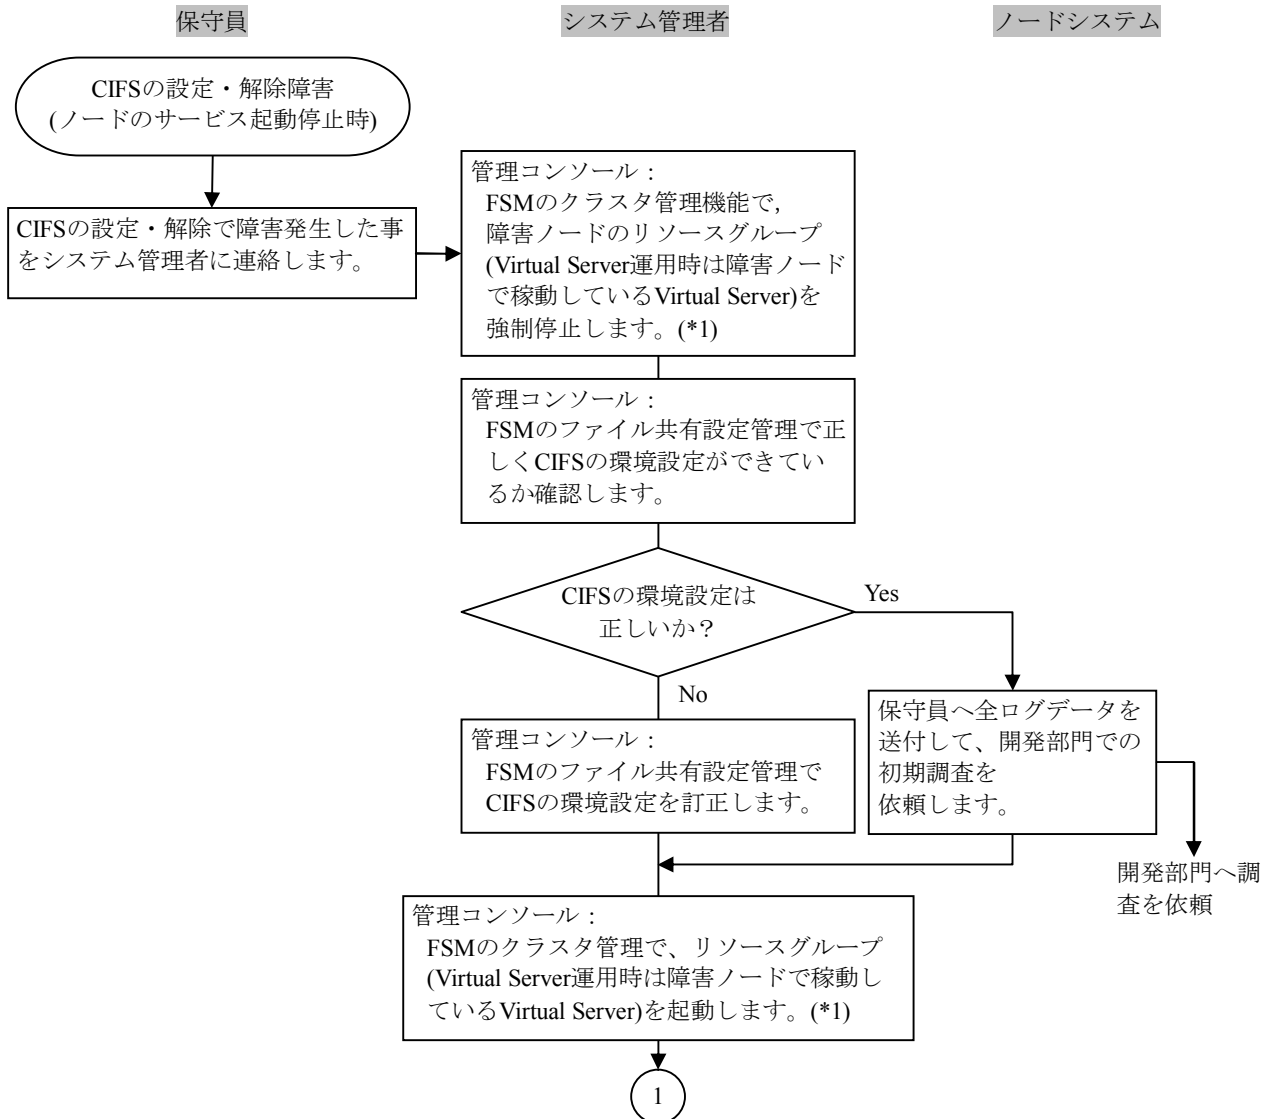 保守員
システム管理者
ノードシステム
CIFSの設定・解除障害
(ノードのサービス起動停止時)
CIFSの設定・解除で障害発生した事
をシステム管理者に連絡します。
管理コンソール：
FSMのクラスタ管理機能で,
障害ノードのリソースグループ
(Virtual Server運用時は障害ノード
で稼動しているVirtual Server)を
強制停止します。(*1)
管理コンソール：
FSMのファイル共有設定管理で正
しくCIFSの環境設定ができてい
るか確認します。
CIFSの環境設定は
正しいか？
Yes
No
保守員へ全ログデータを
送付して、開発部門での
初期調査を
依頼します。
管理コンソール：
FSMのファイル共有設定管理で
CIFSの環境設定を訂正します。
開発部門へ調
査を依頼
管理コンソール：
FSMのクラスタ管理で、リソースグループ
(Virtual Server運用時は障害ノードで稼動し
ているVirtual Server)を起動します。(*1)
1